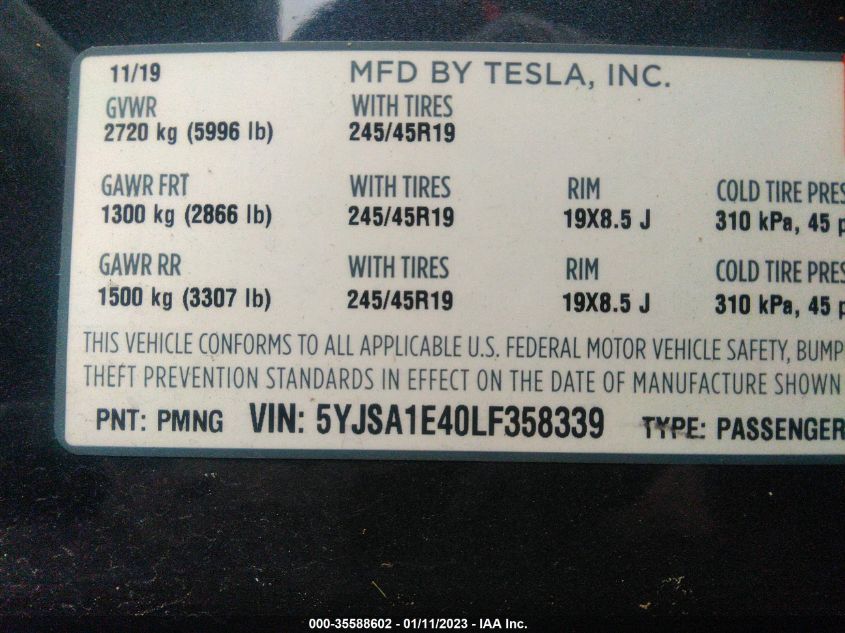 11/19 MFD BY TESLA, INC.
GVWR WITH TIRES
2720 kg (5996 lb) 245/45R19
GAWR FRT WITH TIRES RIM COLD TIRE PRES
1300 kg (2866 lb) 245/45R19 19X8.5 J 310 kPa, 45 p
GAWR RR WITH TIRES RIM COLD TIRE PRES
1500 kg (3307 lb) 245/45R19 19X8.5 J 310 kPa, 45 p
THIS VEHICLE CONFORMS TO ALL APPLICABLE U.S. FEDERAL MOTOR VEHICLE SAFETY, BUMP
THEFT PREVENTION STANDARDS IN EFFECT ON THE DATE OF MANUFACTURE SHOWN
PNT: PMNG VIN: 5YJSA1E40LF358339 TYPE: PASSENGER
000-35588602 - 01/11/2023 - IAA Inc.